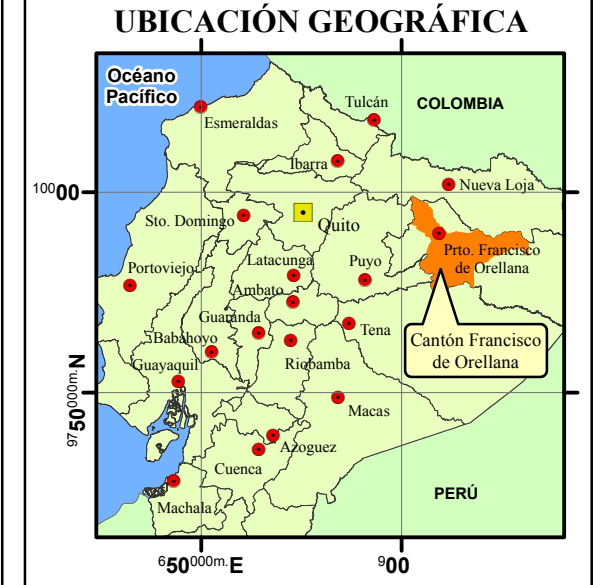 UBICACIÓN GEOGRÁFICA
Océano
Pacífico
Tulcán
COLOMBIA
Esmeraldas
Ibarra
Nueva Loja
10000
Sto. Domingo
Quito
Prto. Francisco
de Orellana
Latacunga
Puyo
Portoviejo
Ambato
Guaranda
Tena
Cantón Francisco
de Orellana
Babahoyo
Riobamba
Guayaquil
9750000m.N
Macas
Azoguez
Cuenca
PERÚ
Machala
650000m.E
900